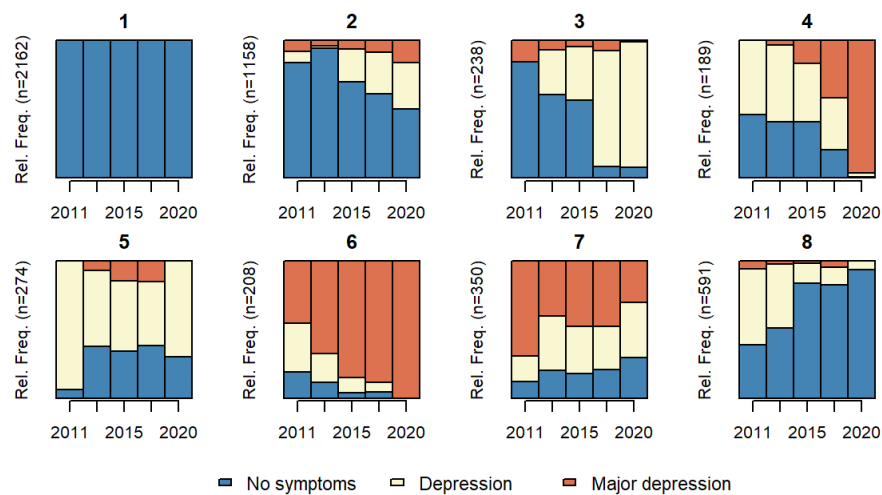 1
Rel. Freq. (n=2162)
2011 2015 2020
2
Rel. Freq. (n=1158)
2011 2015 2020
3
Rel. Freq. (n=238)
2011 2015 2020
4
Rel. Freq. (n=189)
2011 2015 2020
5
Rel. Freq. (n=274)
2011 2015 2020
6
Rel. Freq. (n=208)
2011 2015 2020
7
Rel. Freq. (n=350)
2011 2015 2020
8
Rel. Freq. (n=591)
2011 2015 2020
No symptoms Depression Major depression